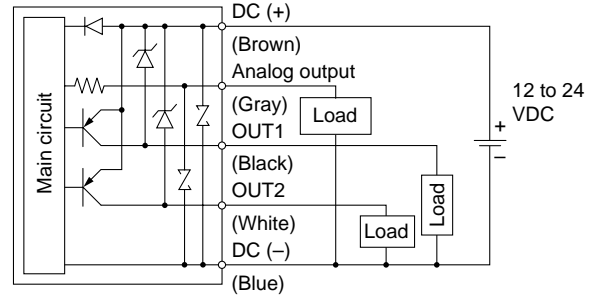 DC (+)
(Brown)
Analog output
(Gray)
Load
OUT1
(Black)
OUT2
(White)
Load
Load
DC (–)
(Blue)
12 to 24
VDC
+
–
Main circuit